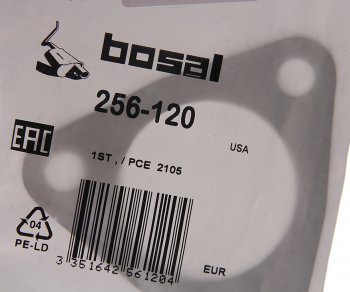 bosal
256-120
USA
EAC
1ST , / PCE 2105
04
PE-LD
3 351642 561204
EUR